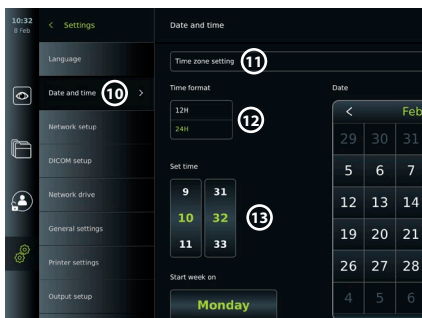 10:32
8 Feb
Settings
Language
Date and time
10
Network setup
DICOM setup
Network drive
General settings
Printer settings
Output setup
Date and time
Time zone setting
11
Time format
12H
24H
12
Set time
9 31
10 32
11 33
13
Start week on
Monday
Date
Feb
29 30 31
5 6 7
12 13 14
19 20 21
26 27 28
4 5 6